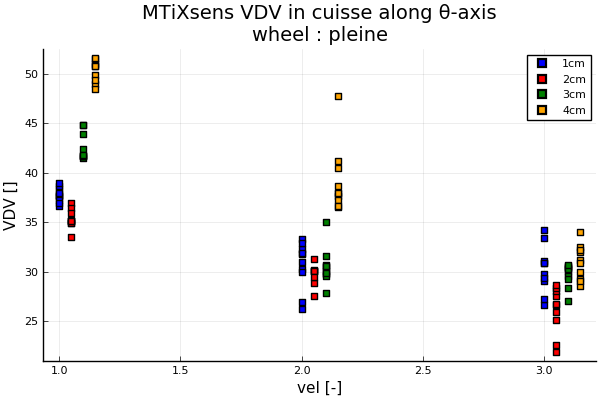 MTiXsens VDV in cuisse along θ-axis
wheel : pleine
VDV []
50
45
40
35
30
25
1.0
1.5
2.0
2.5
3.0
vel [-]
1cm
2cm
3cm
4cm